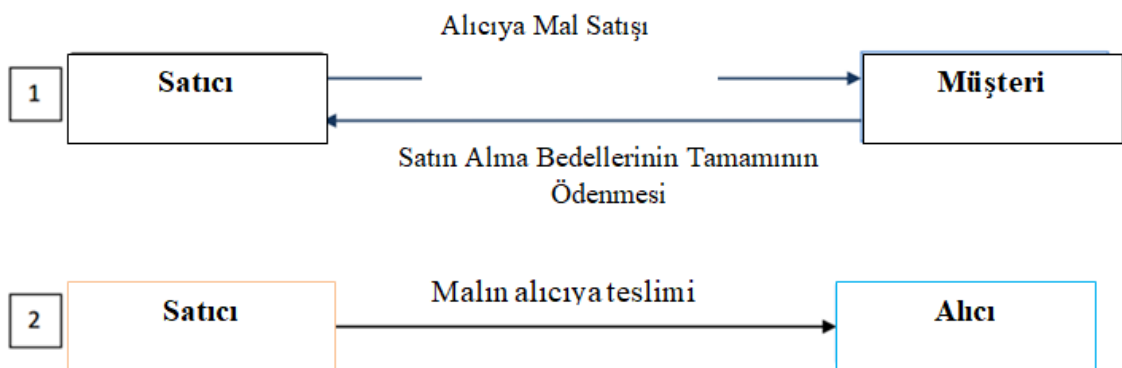 Alıcıya Mal Satışı
1
Satıcı
Müşteri
Satın Alma Bedellerinin Tamamının
Ödenmesi
2
Satıcı
Malın alıcıya teslimi
Alıcı